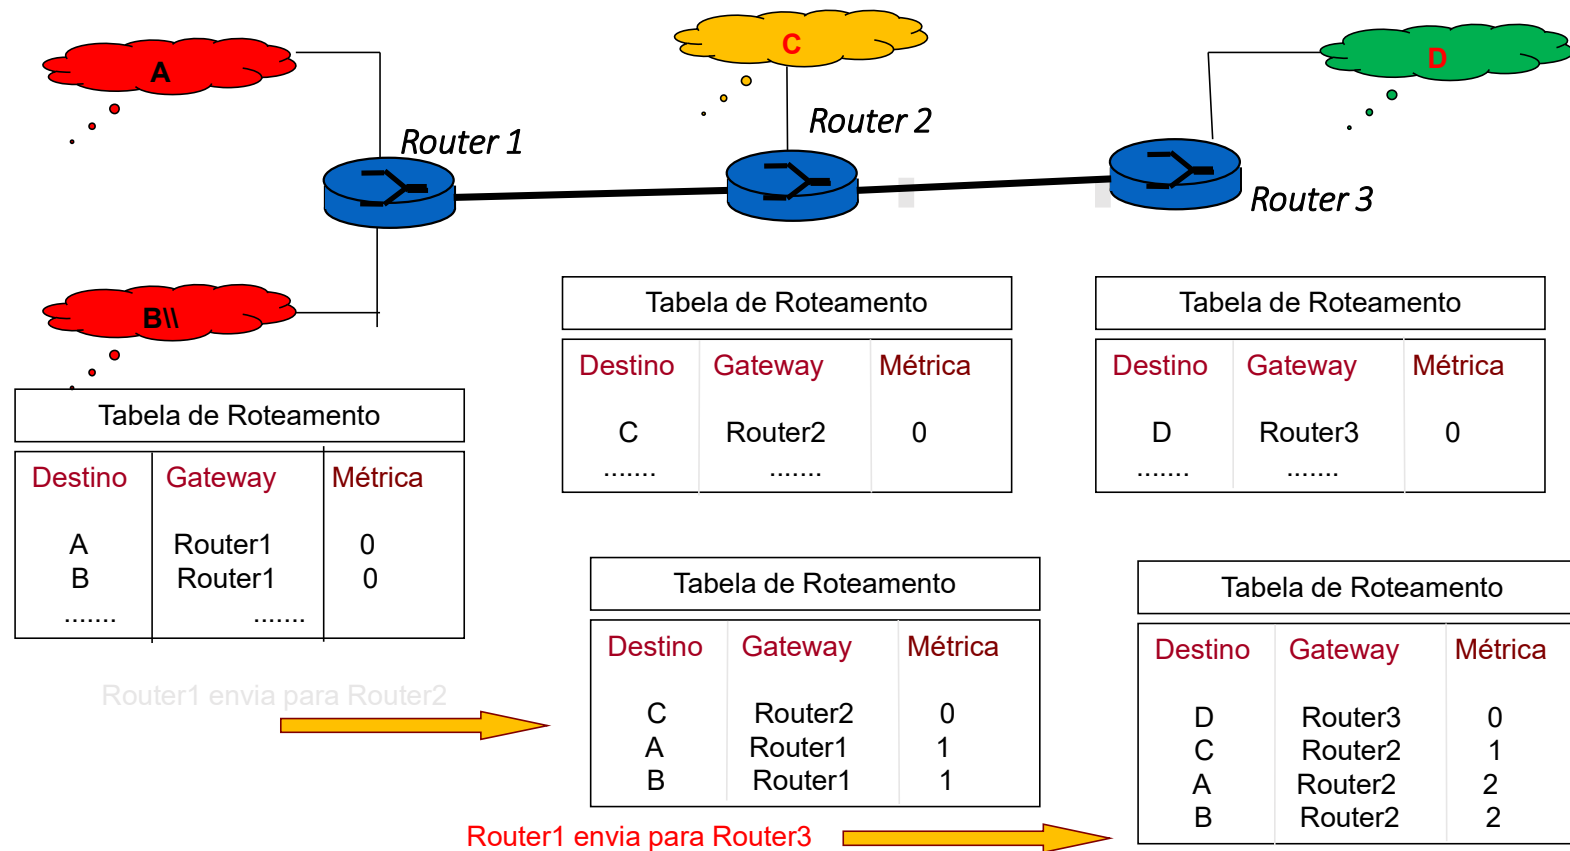 A
C
D
Router 1
Router 2
Router 3
B\\
Tabela de Roteamento
Destino Gateway Métrica
A Router1 0
B Router1 0
....... .......
Tabela de Roteamento
Destino Gateway Métrica
C Router2 0
....... .......
Tabela de Roteamento
Destino Gateway Métrica
D Router3 0
....... .......
Router1 envia para Router2
Tabela de Roteamento
Destino Gateway Métrica
C Router2 0
A Router1 1
B Router1 1
Router1 envia para Router3
Tabela de Roteamento
Destino Gateway Métrica
D Router3 0
C Router2 1
A Router2 2
B Router2 2